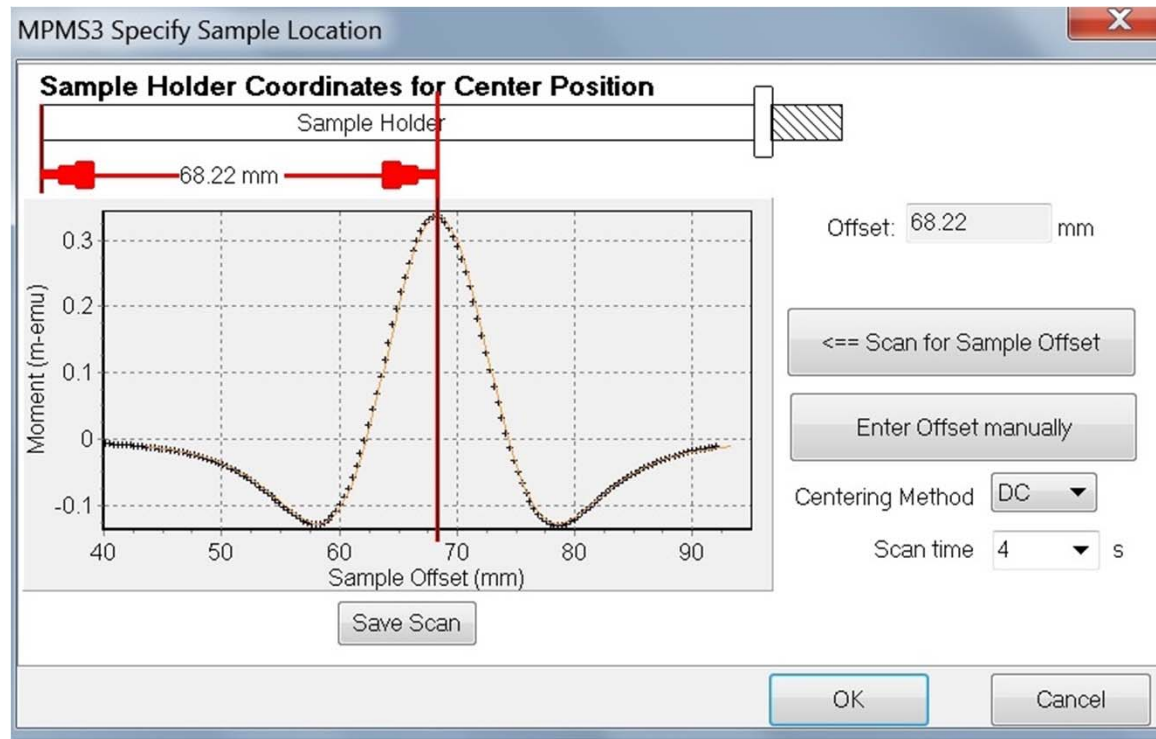 MPMS3 Specify Sample Location
X
Sample Holder Coordinates for Center Position
Sample Holder
68.22 mm
Offset: 68.22 mm
Moment (m-emu)
0.3
0.2
0.1
0
-0.1
40 50 60 70 80 90
Sample Offset (mm)
<== Scan for Sample Offset
Enter Offset manually
Centering Method DC
Scan time 4 s
Save Scan
OK Cancel